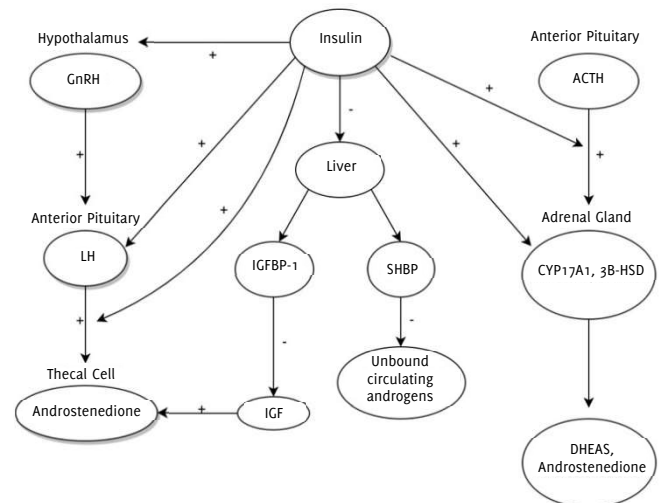 Hypothalamus
Insulin
Anterior Pituitary
+
GnRH
ACTH
+
-
+
+
+
+
Liver
+
Anterior Pituitary
Adrenal Gland
LH
IGFBP-1
SHBP
CYP17A1, 3B-HSD
+
-
-
Thecal Cell
Unbound
circulating
androgens
Androstenedione
+
IGF
DHEAS,
Androstenedione